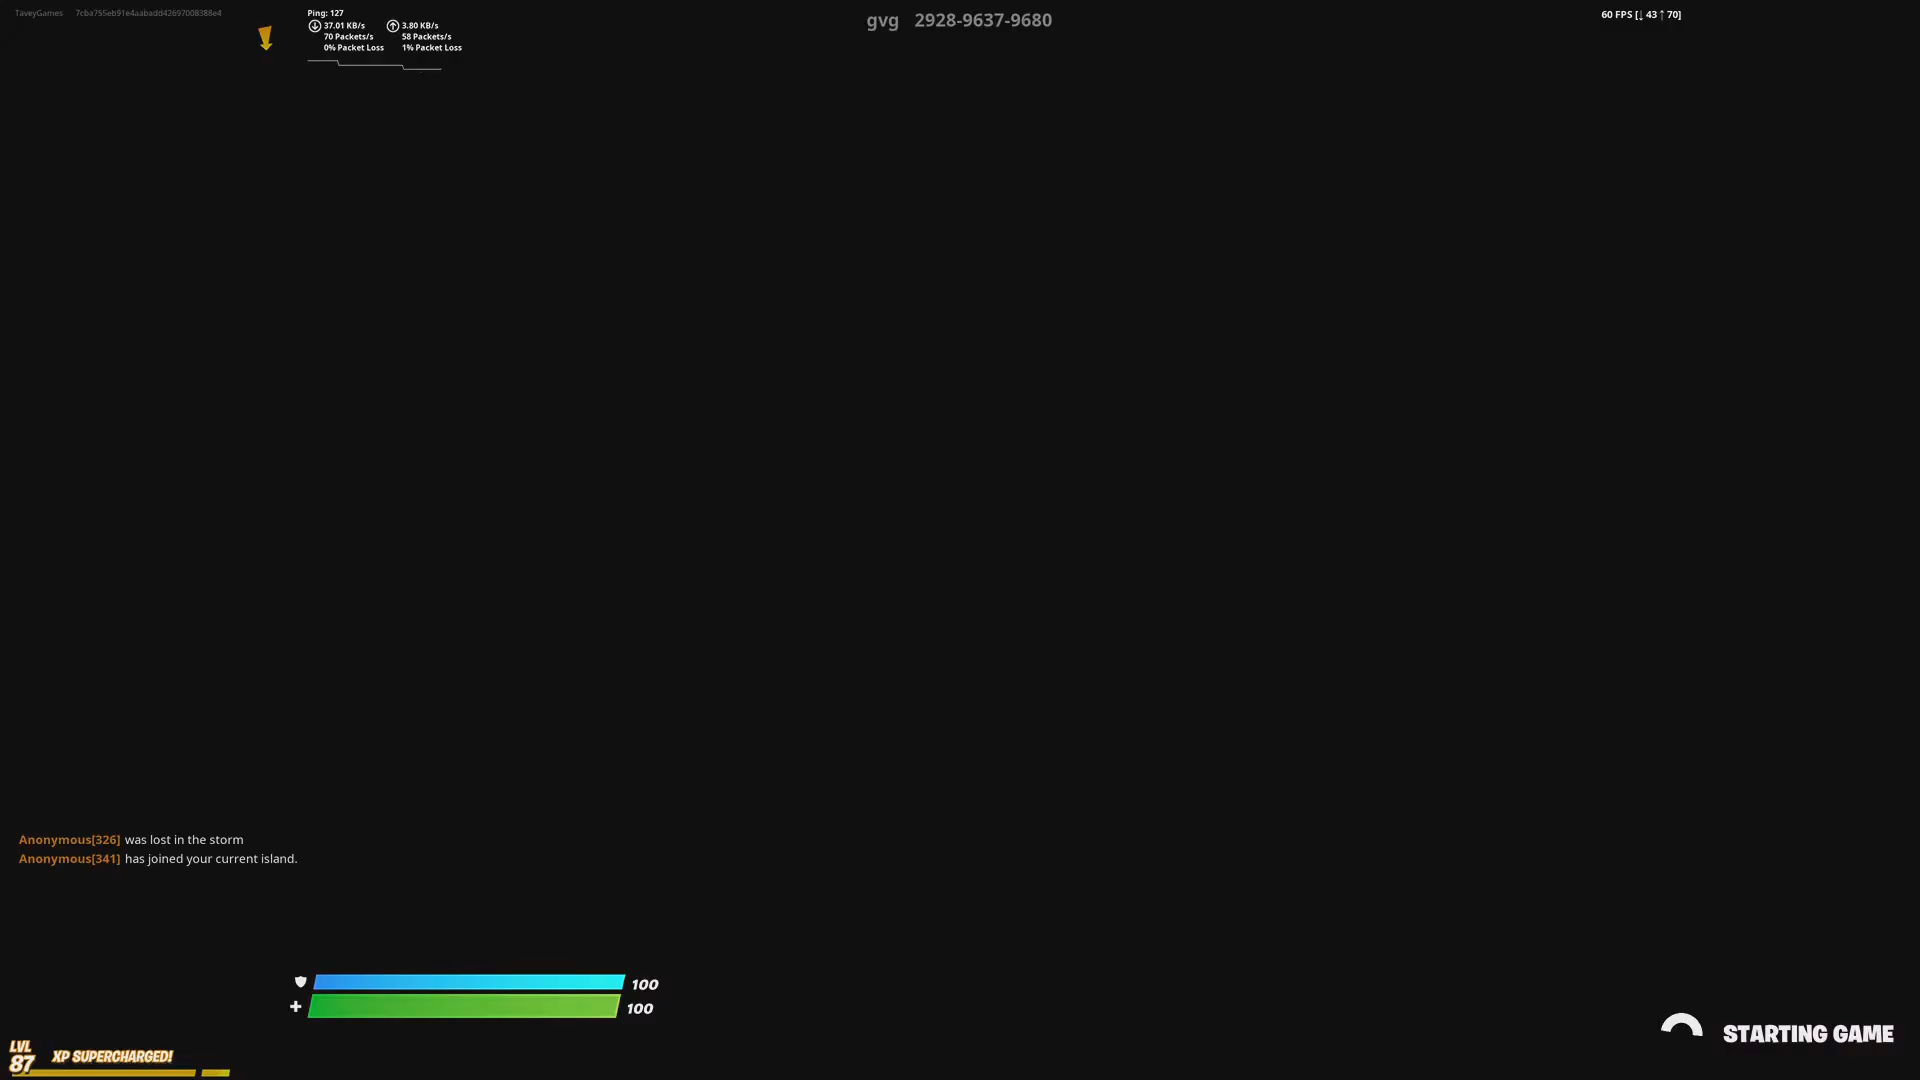 TaveyGames 7cba755eb91e4aabadd42697008388e4
Ping: 127
37.01 KB/s 3.80 KB/s
70 Packets/s 58 Packets/s
0% Packet Loss 1% Packet Loss
gvg 2928-9637-9680
60 FPS [↓ 43 ↑ 70]
Anonymous[326] was lost in the storm
Anonymous[341] has joined your current island.
100
100
LVL
87 XP SUPERCHARGED!
STARTING GAME